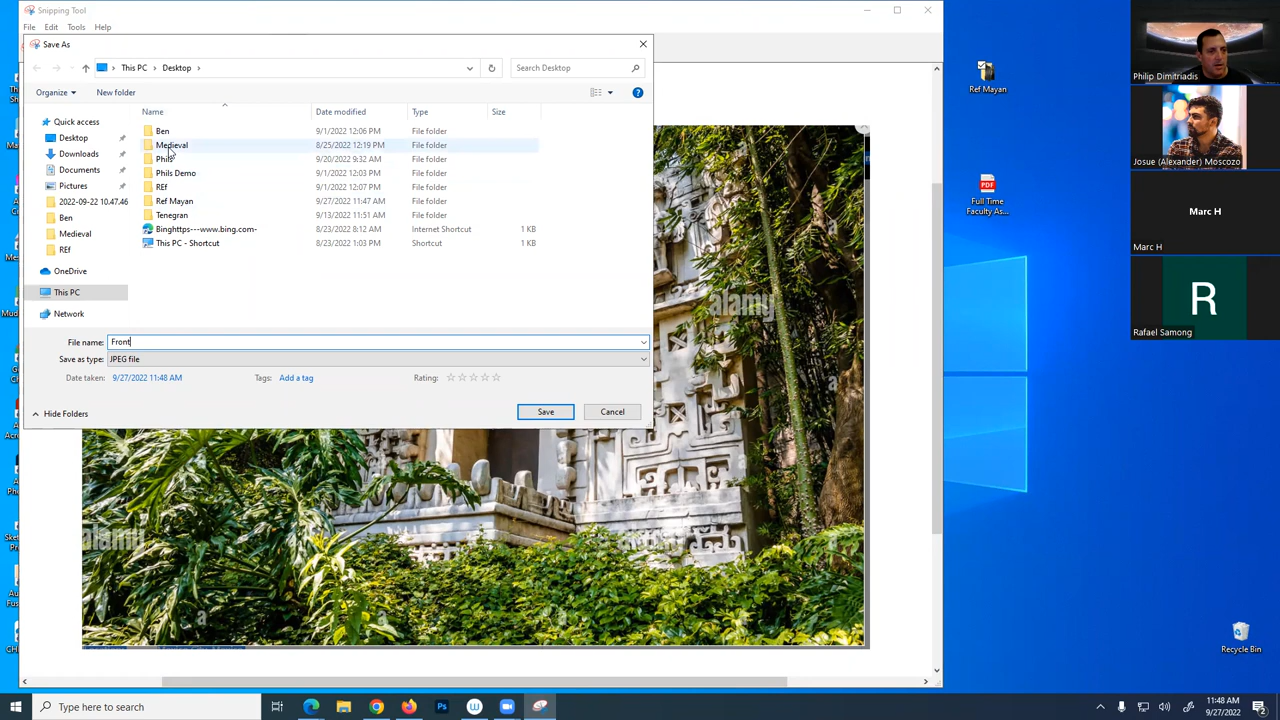 Snipping Tool
File Edit Tools Help
Save As
This PC > Desktop >
Search Desktop
Organize
New folder
Name Date modified Type Size
Quick access
Desktop
Downloads
Documents
Pictures
2022-09-22 10.47.46
Ben
Medieval
REf
OneDrive
This PC
Network
Ben 9/1/2022 12:06 PM File folder
Medieval 8/25/2022 12:19 PM File folder
Phils 9/20/2022 9:32 AM File folder
Phils Demo 9/1/2022 12:03 PM File folder
REf 9/1/2022 12:07 PM File folder
Ref Mayan 9/27/2022 11:47 AM File folder
Tenegran 9/13/2022 11:51 AM File folder
Binghttps---www.bing.com- 8/23/2022 8:12 AM Internet Shortcut 1 KB
This PC - Shortcut 8/23/2022 1:03 PM Shortcut 1 KB
File name: Front
Save as type: JPEG file
Date taken: 9/27/2022 11:48 AM
Tags: Add a tag
Rating:
Hide Folders
Save
Cancel
alamy
alamy
alamy
a
a
a
a
a
a
Ref Mayan
PDF
Full Time
Faculty As...
Recycle Bin
Philip Dimitriadis
Josue (Alexander) Moscozo
Marc H
Marc H
R
Rafael Samong
Type here to search
11:48 AM
9/27/2022
2